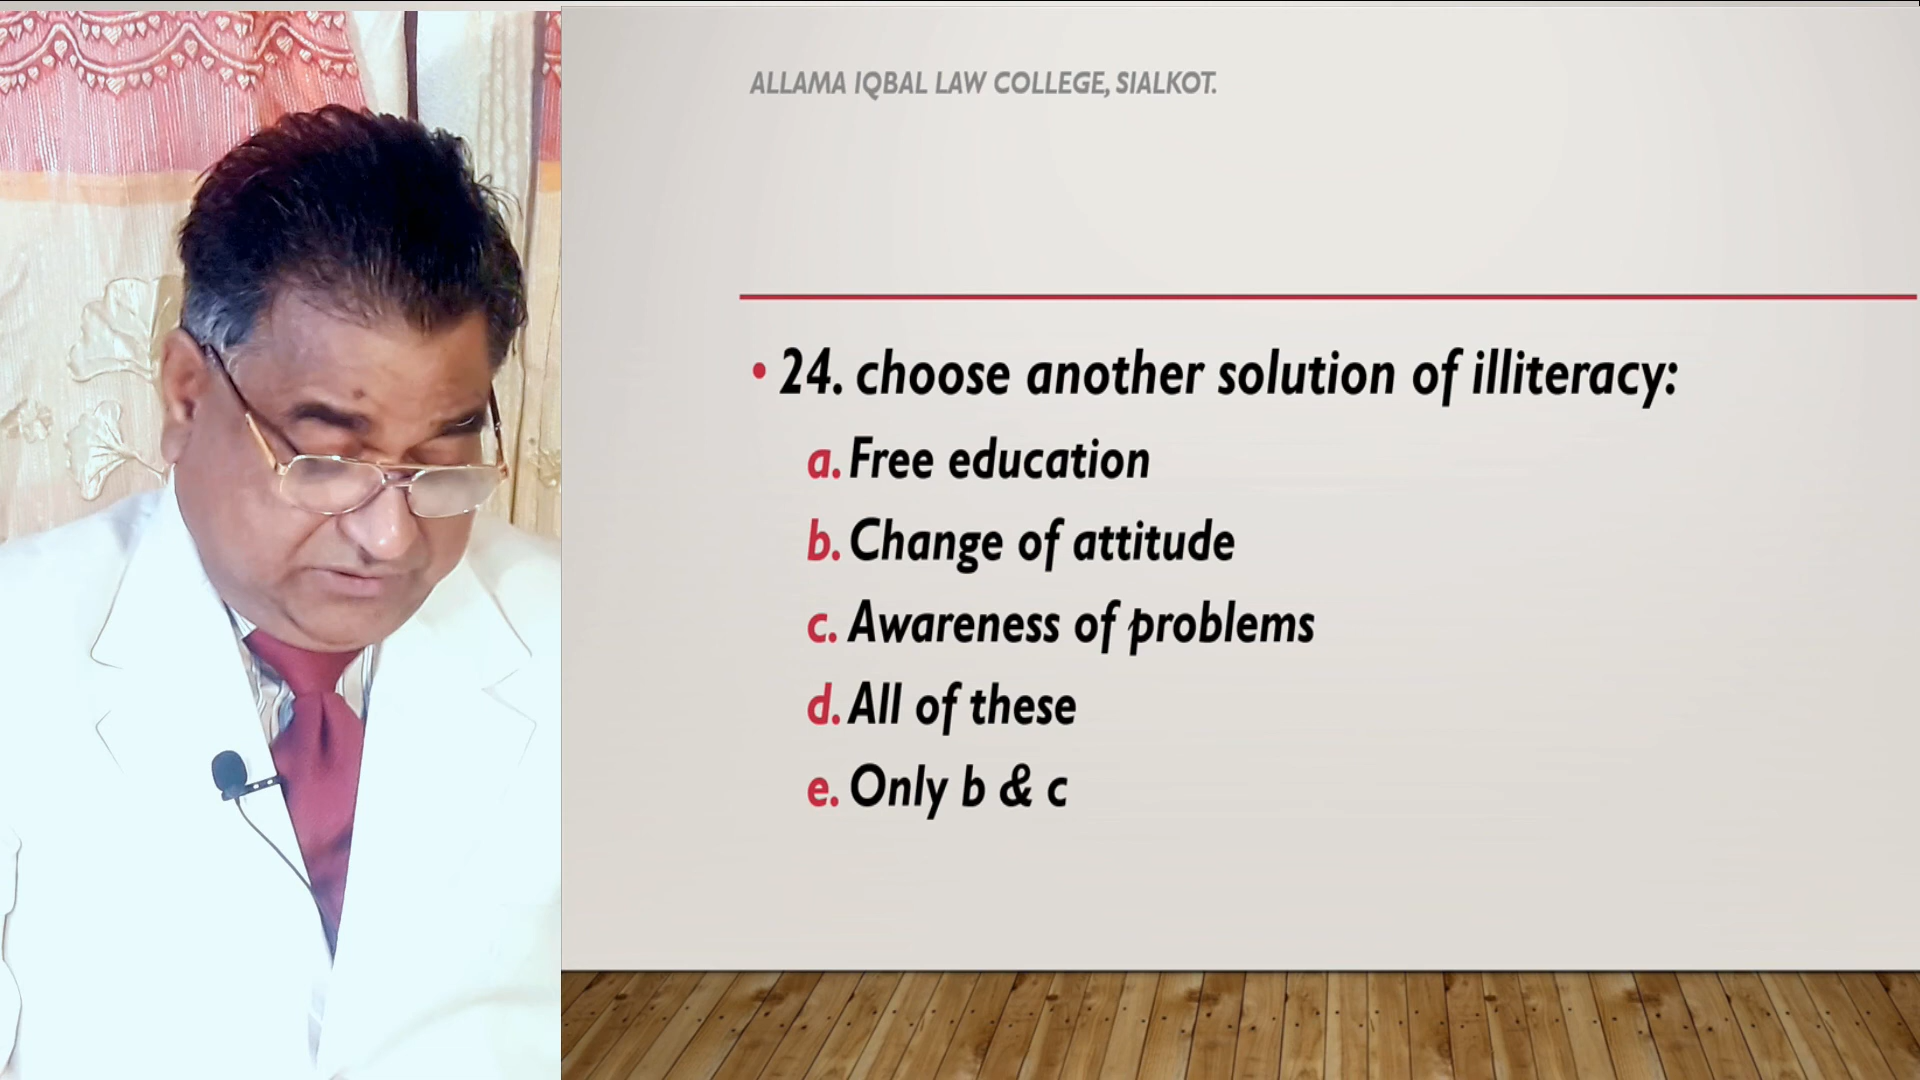 ALLAMA IQBAL LAW COLLEGE, SIALKOT.
• 24. choose another solution of illiteracy:
a. Free education
b. Change of attitude
c. Awareness of problems
d. All of these
e. Only b & c